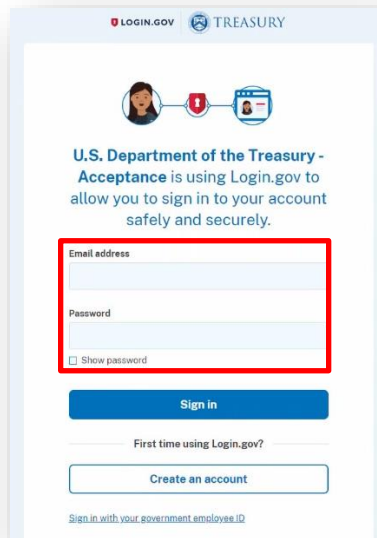 LOGIN.GOV TREASURY
U.S. Department of the Treasury -
Acceptance is using Login.gov to
allow you to sign in to your account
safely and securely.
Email address
Password
Show password
Sign in
First time using Login.gov?
Create an account
Sign in with your government employee ID